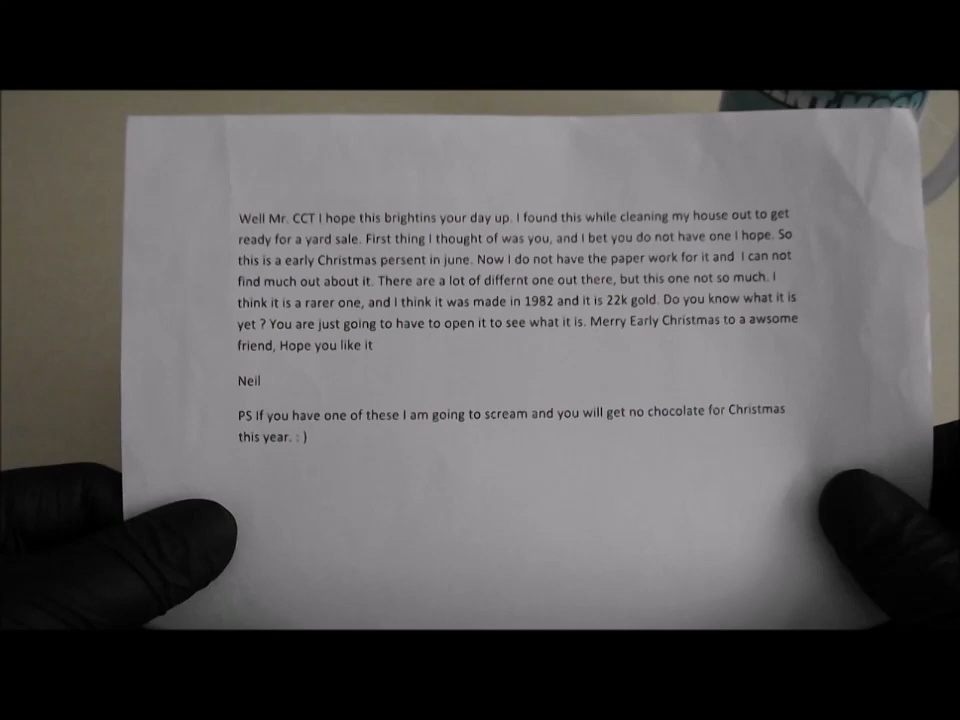 Well Mr. CCT I hope this brightins your day up. I found this while cleaning my house out to get
ready for a yard sale. First thing I thought of was you, and I bet you do not have one I hope. So
this is a early Christmas persent in june. Now I do not have the paper work for it and I can not
find much out about it. There are a lot of differnt one out there, but this one not so much. I
think it is a rarer one, and I think it was made in 1982 and it is 22k gold. Do you know what it is
yet ? You are just going to have to open it to see what it is. Merry Early Christmas to a awsome
friend, Hope you like it
Neil
PS If you have one of these I am going to scream and you will get no chocolate for Christmas
this year. : )